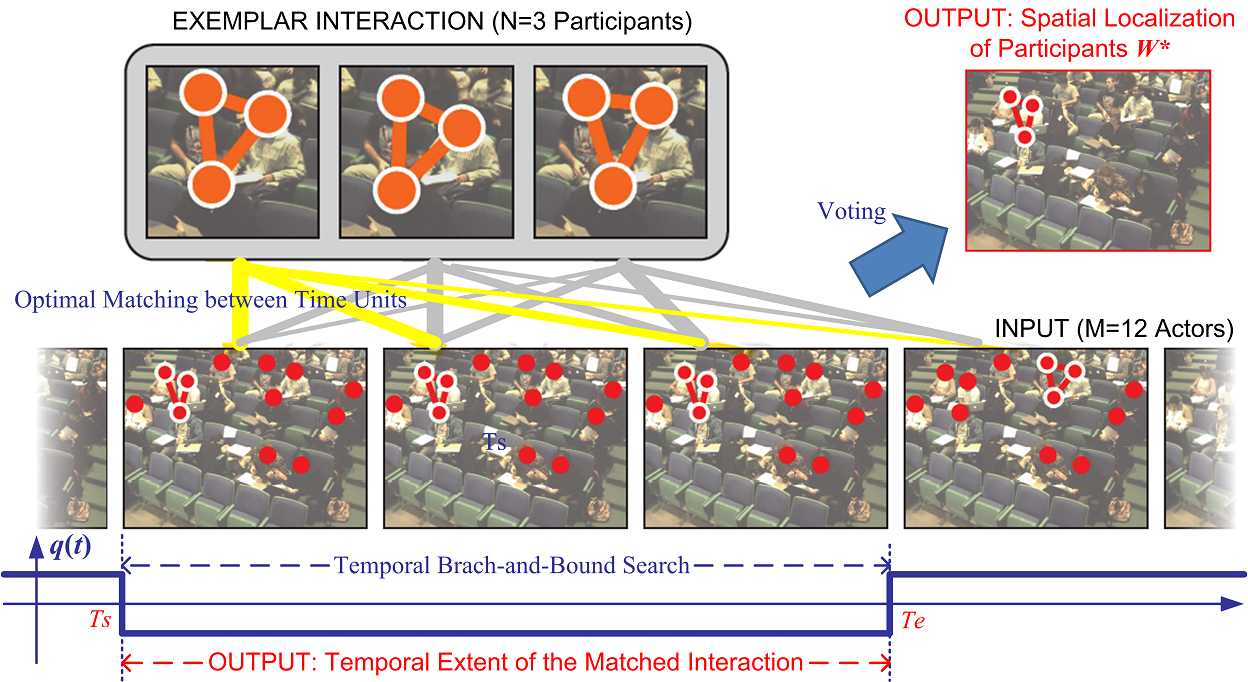 EXEMPLAR INTERACTION (N=3 Participants)
OUTPUT: Spatial Localization
of Participants W*
Voting
Optimal Matching between Time Units
INPUT (M=12 Actors)
Ts
q(t)
Temporal Brach-and-Bound Search
Ts
Te
OUTPUT: Temporal Extent of the Matched Interaction